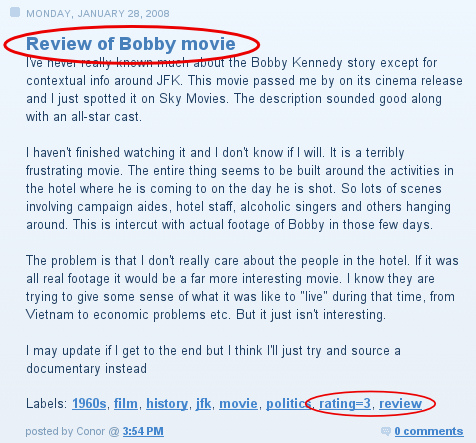 MONDAY, JANUARY 28, 2008
Review of Bobby movie
I've never really known much about the Bobby Kennedy story except for
contextual info around JFK. This movie passed me by on its cinema release
and I just spotted it on Sky Movies. The description sounded good along
with an all-star cast.
I haven't finished watching it and I don't know if I will. It is a terribly
frustrating movie. The entire thing seems to be built around the activities in
the hotel where he is coming to on the day he is shot. So lots of scenes
involving campaign aides, hotel staff, alcoholic singers and others hanging
around. This is intercut with actual footage of Bobby in those few days.
The problem is that I don't really care about the people in the hotel. If it was
all real footage it would be a far more interesting movie. I know they are
trying to give some sense of what it was like to "live" during that time, from
Vietnam to economic problems etc. But it just isn't interesting.
I may update if I get to the end but I think I'll just try and source a
documentary instead
Labels: 1960s, film, history, jfk, movie, politics, rating=3, review
posted by Conor @ 3:54 PM 0 comments